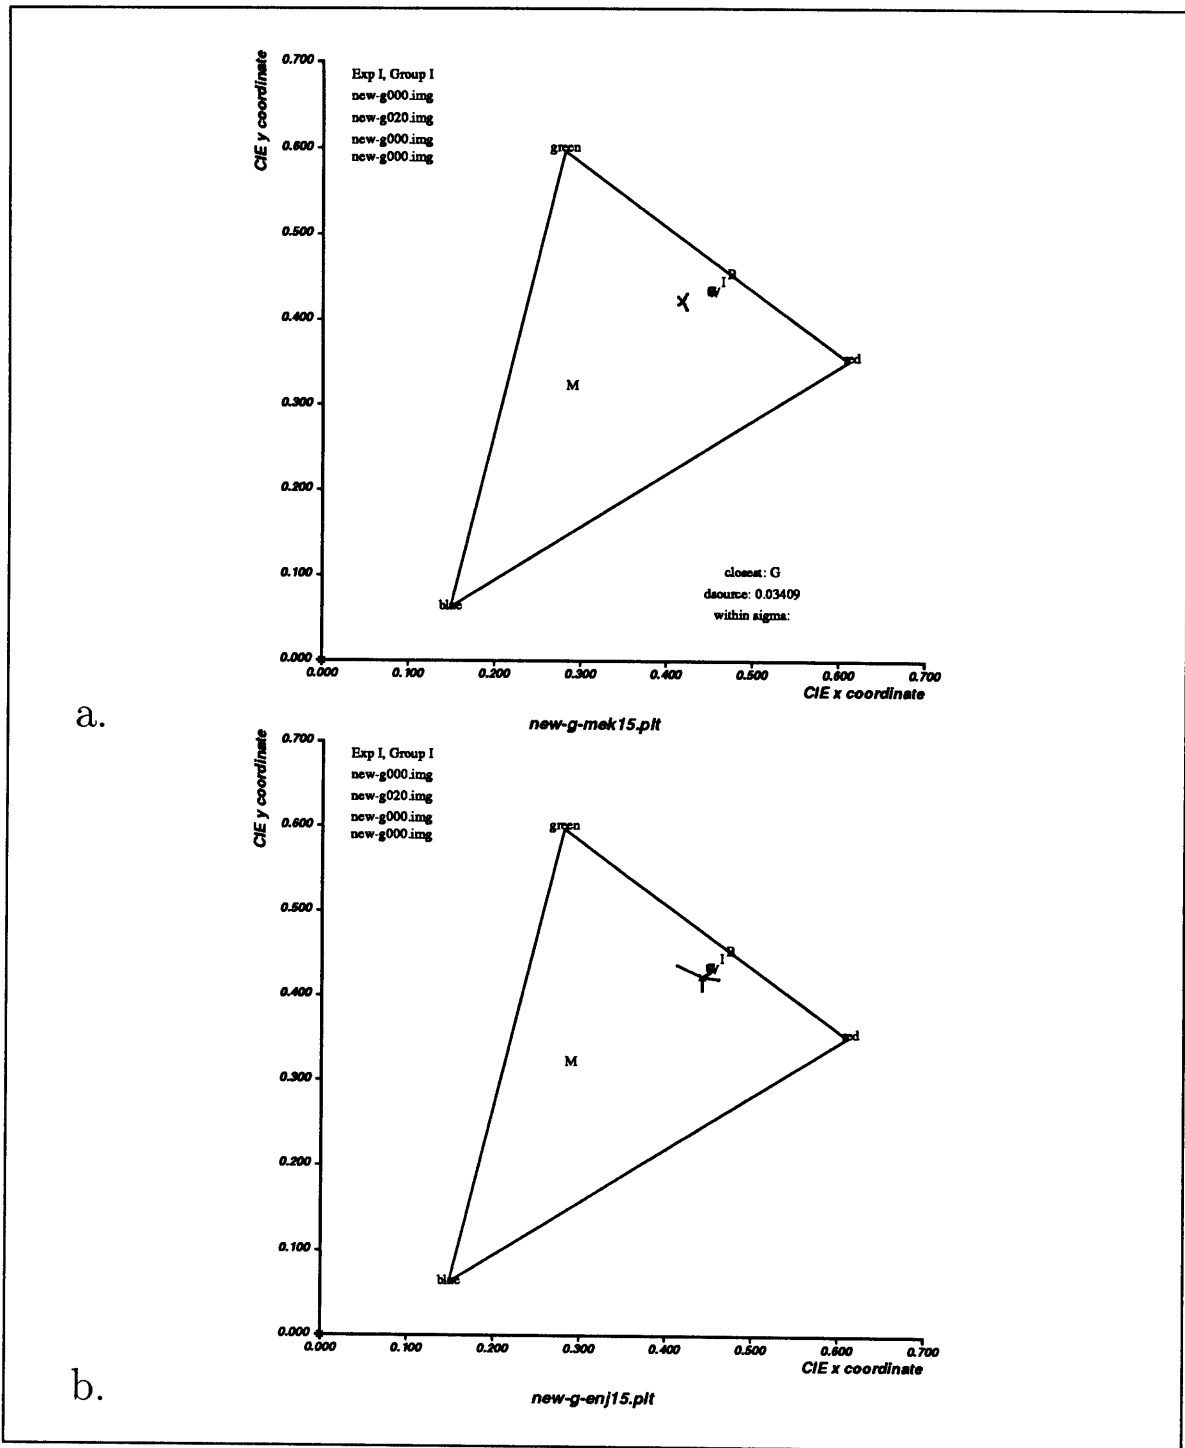 CIE y coordinate
0.700
Exp I, Group I
new-g000.img
new-g020.img
0.600
new-g000.img
new-g000.img
green
0.500
B
I
W
0.400
red
M
0.300
0.200
closest: G
0.100
dsource: 0.03409
blue
within sigma:
0.000
0.000 0.100 0.200 0.300 0.400 0.500 0.600 0.700
CIE x coordinate
a.
new-g-mek15.plt
CIE y coordinate
0.700
Exp I, Group I
new-g000.img
new-g020.img
0.600
new-g000.img
new-g000.img
green
0.500
I
W
0.400
red
M
0.300
0.200
0.100
blue
0.000
0.000 0.100 0.200 0.300 0.400 0.500 0.600 0.700
CIE x coordinate
b.
new-g-enj15.plt